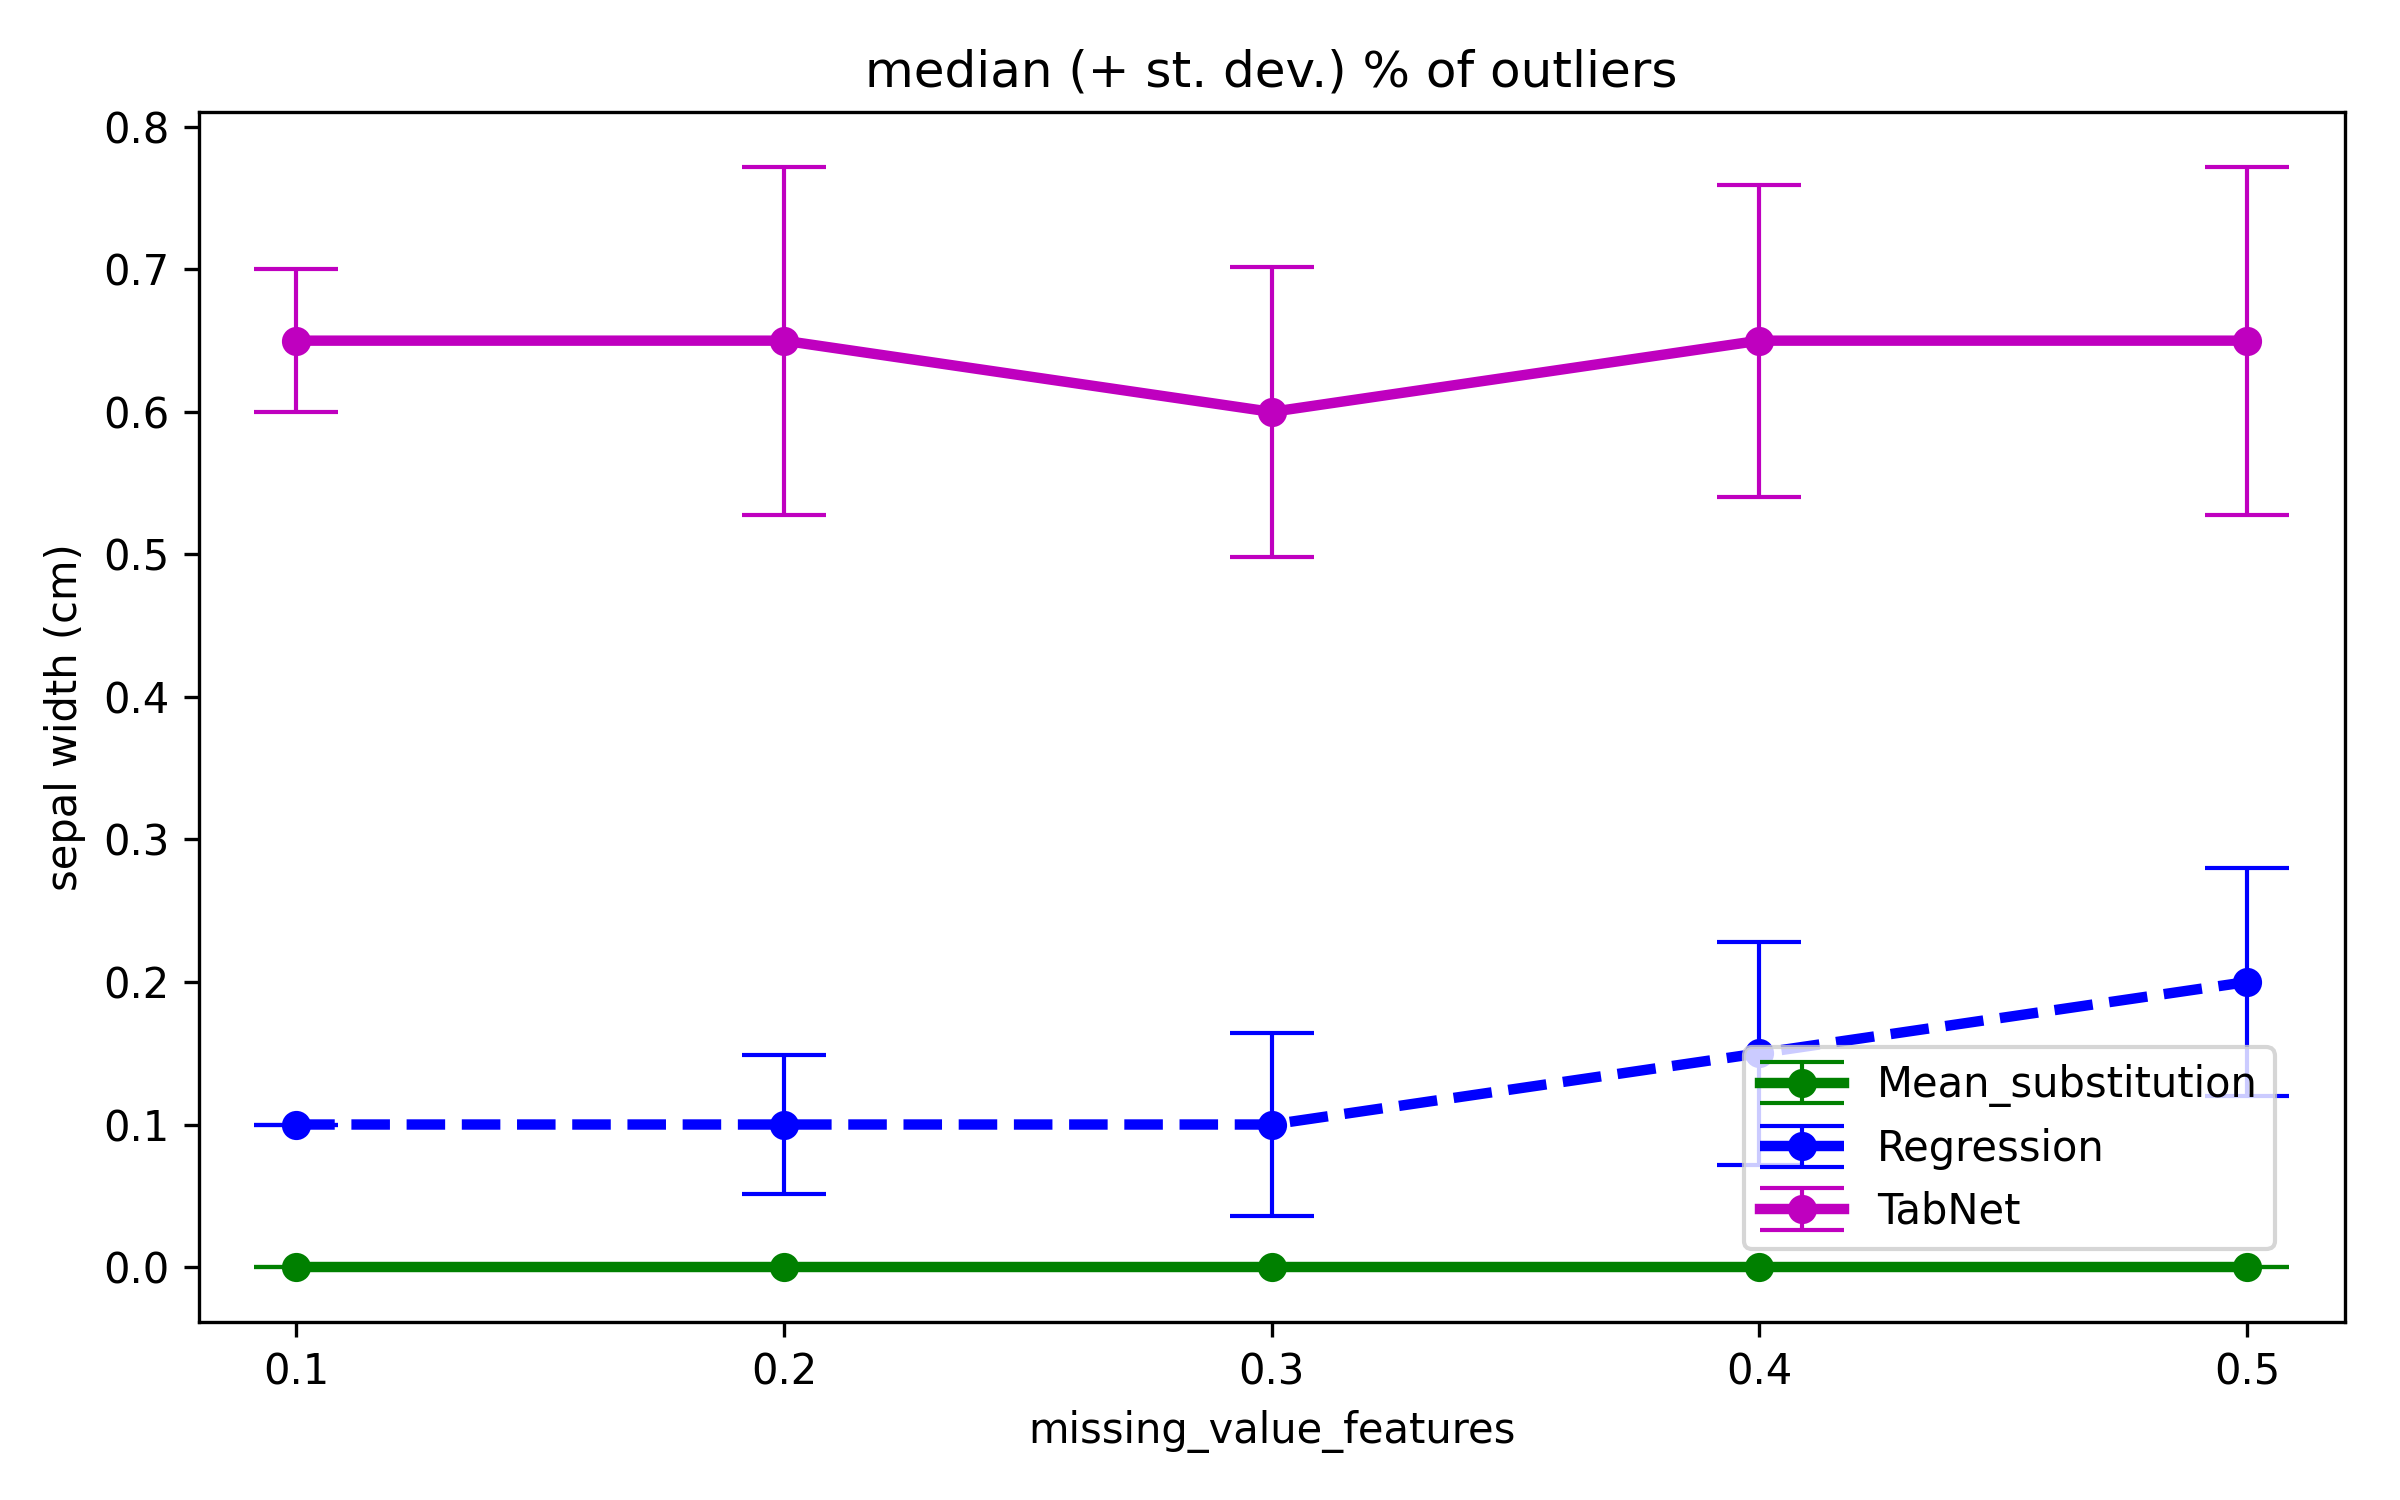 median (+ st. dev.) % of outliers
0.8
0.7
0.6
0.5
0.4
0.3
0.2
0.1
0.0
sepal width (cm)
Mean_substitution
Regression
TabNet
0.1 0.2 0.3 0.4 0.5
missing_value_features